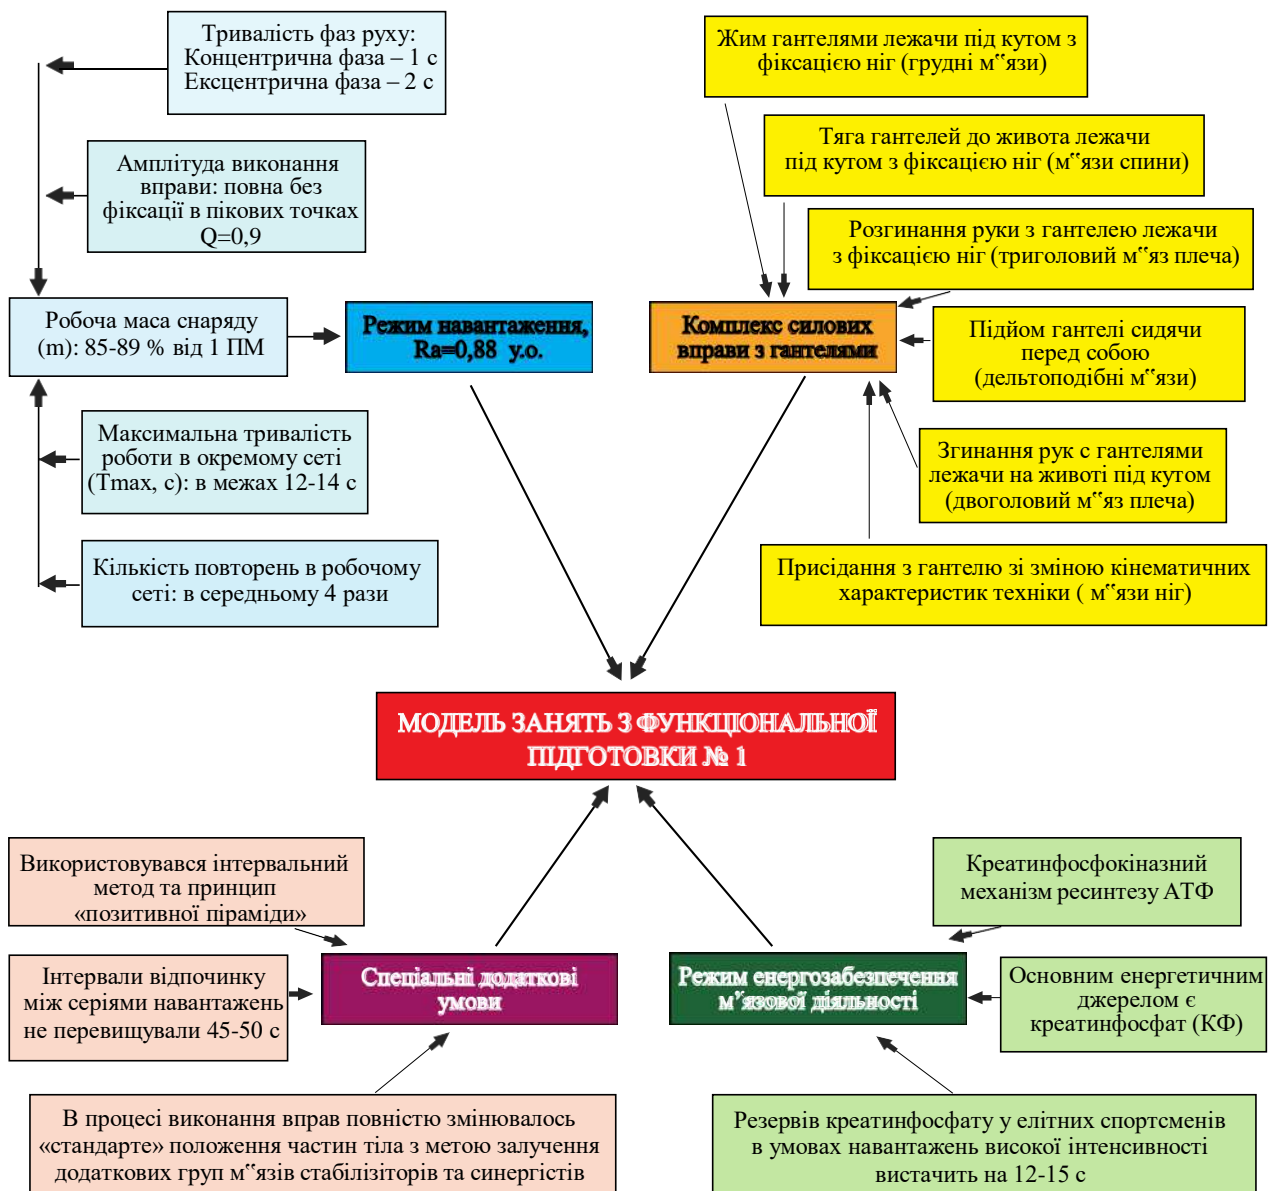 Тривалість фаз руху:
Концентрична фаза – 1 с
Ексцентрична фаза – 2 с
Амплітуда виконання
вправи: повна без
фіксації в пікових точках
Q=0,9
Робоча маса снаряду
(m): 85-89 % від 1 ПМ
Режим навантаження,
Ra=0,88 у.о.
Максимальна тривалість
роботи в окремому сеті
(Tmax, с): в межах 12-14 с
Кількість повторень в робочому
сеті: в середньому 4 рази
Жим гантелями лежачи під кутом з
фіксацією ніг (грудні м‟язи)
Тяга гантелей до живота лежачи
під кутом з фіксацією ніг (м‟язи спини)
Розгинання руки з гантелею лежачи
з фіксацією ніг (триголовий м‟яз плеча)
Комплекс силових
вправи з гантелями
Підйом гантелі сидячи
перед собою
(дельтоподібні м‟язи)
Згинання рук с гантелями
лежачи на животі під кутом
(двоголовий м‟яз плеча)
Присідання з гантелю зі зміною кінематичних
характеристик техніки ( м‟язи ніг)
МОДЕЛЬ ЗАНЯТЬ З ФУНКЦІОНАЛЬНОЇ
ПІДГОТОВКИ № 1
Використовувався інтервальний
метод та принцип
«позитивної піраміди»
Інтервали відпочинку
між серіями навантажень
не перевищували 45-50 с
Спеціальні додаткові
умови
В процесі виконання вправ повністю змінювалось
«стандарте» положення частин тіла з метою залучення
додаткових груп м‟язів стабілізіторів та синергістів
Креатинфосфокіназний
механізм ресинтезу АТФ
Режим енергозабезпечення
м‟язової діяльності
Основним енергетичним
джерелом є
креатинфосфат (КФ)
Резервів креатинфосфату у елітних спортсменів
в умовах навантажень високої інтенсивності
вистачить на 12-15 с